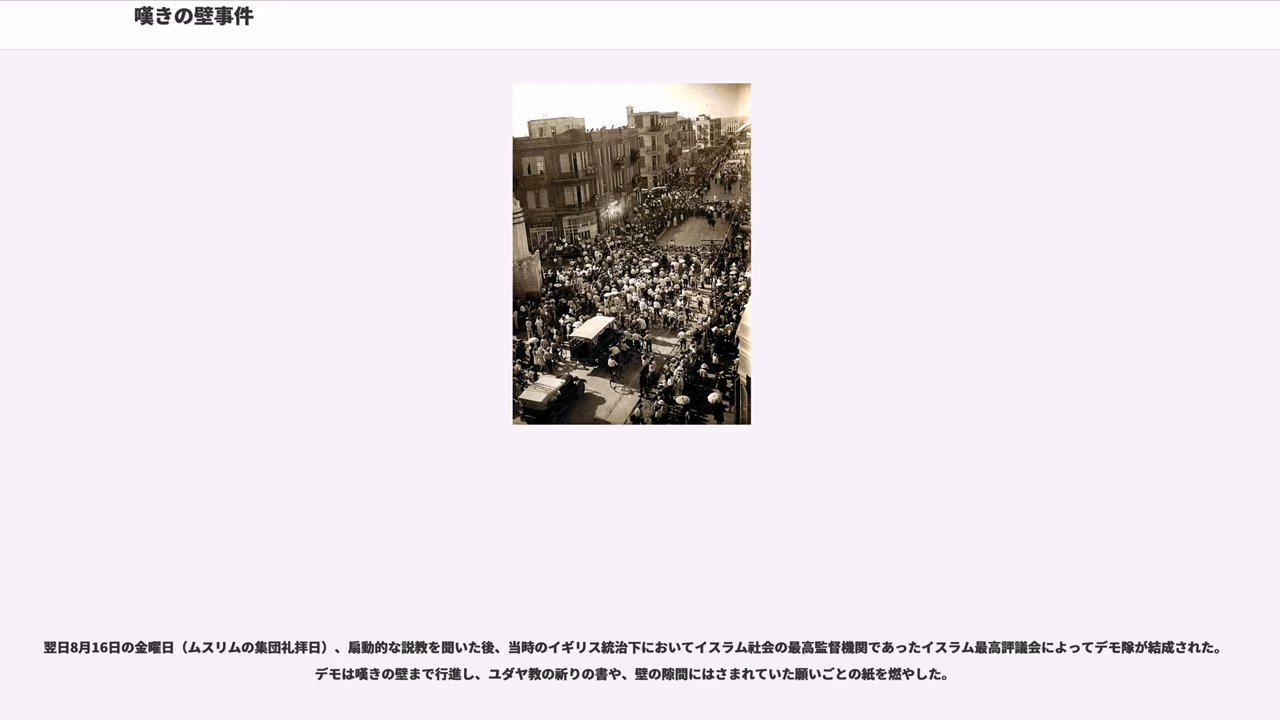 嘆きの壁事件
翌日8月16日の金曜日（ムスリムの集団礼拝日）、扇動的な説教を聞いた後、当時のイギリス統治下においてイスラム社会の最高監督機関であったイスラム最高評議会によってデモ隊が結成された。
デモは嘆きの壁まで行進し、ユダヤ教の祈りの書や、壁の隙間にはさまれていた願いごとの紙を燃やした。